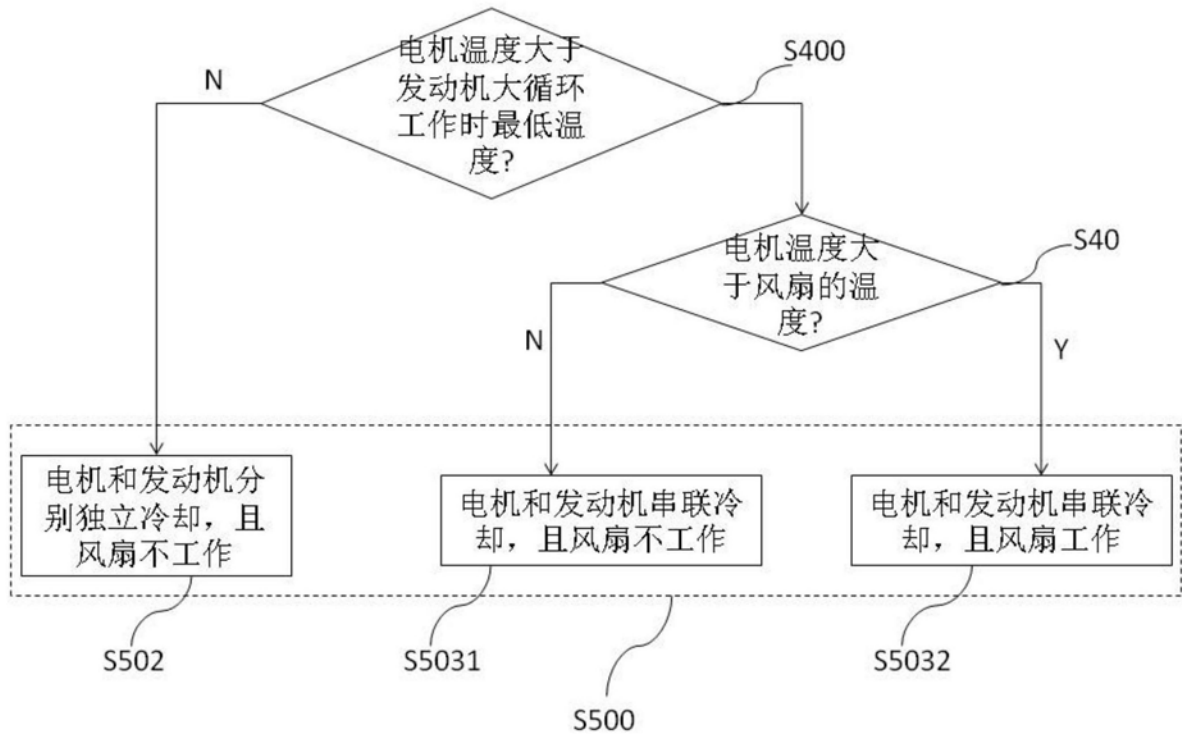 电机温度大于
发动机大循环
工作时最低温
度?
S400
N
电机温度大
于风扇的温
度?
S40
N
Y
电机和发动机分
别独立冷却，且
风扇不工作
电机和发动机串联冷
却，且风扇不工作
电机和发动机串联冷
却，且风扇工作
S502
S5031
S5032
S500